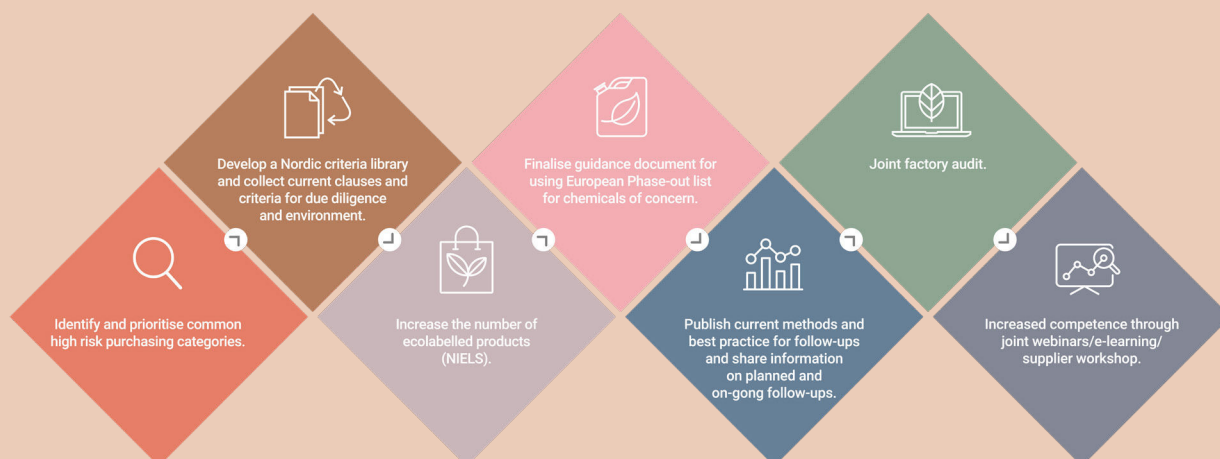 Identify and prioritise common
high risk purchasing categories.
Develop a Nordic criteria library
and collect current clauses and
criteria for due diligence
and environment.
Increase the number of
ecolabelled products
(NIELS).
Finalise guidance document for
using European Phase-out list
for chemicals of concern.
Publish current methods and
best practice for follow-ups
and share information
on planned and
on-gong follow-ups.
Joint factory audit.
Increased competence through
joint webinars/e-learning/
supplier workshop.